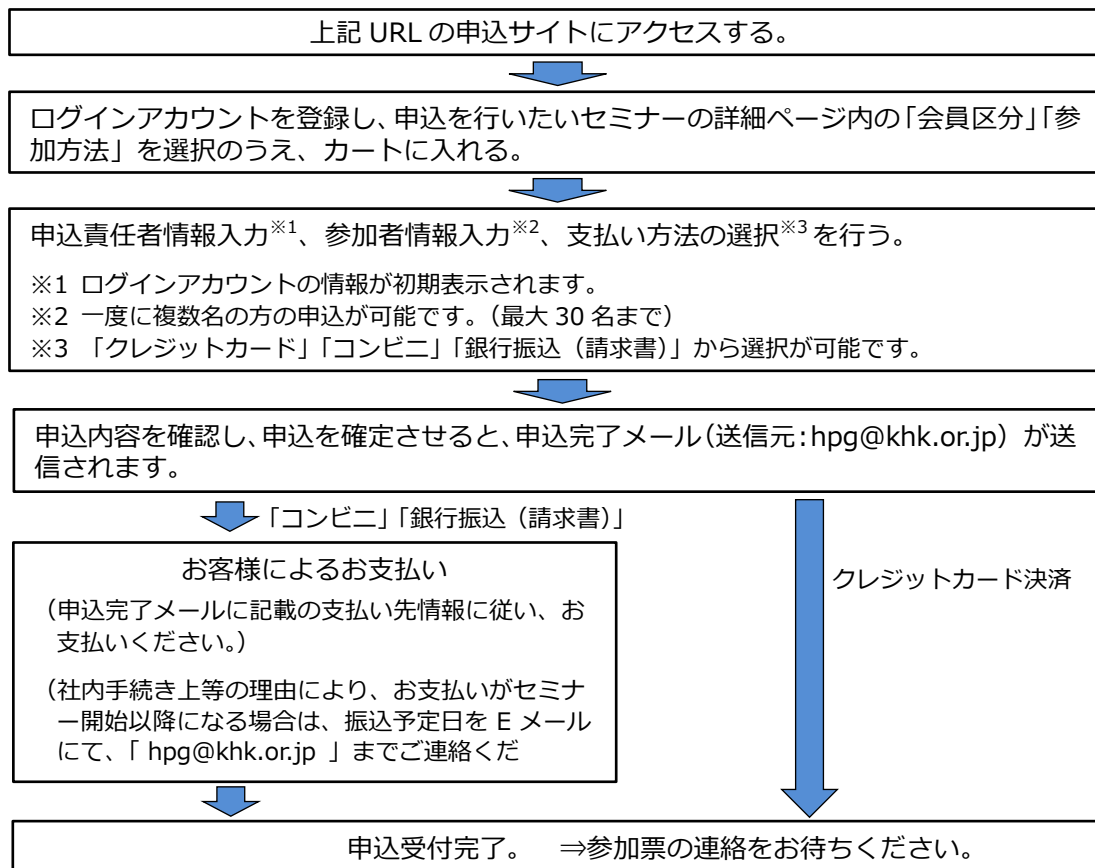 上記 URL の申込サイトにアクセスする。
ログインアカウントを登録し、申込を行いたいセミナーの詳細ページ内の「会員区分」「参
加方法」を選択のうえ、カートに入れる。
申込責任者情報入力※1、参加者情報入力※2、支払い方法の選択※3 を行う。
※1 ログインアカウントの情報が初期表示されます。
※2 一度に複数名の方の申込が可能です。（最大 30 名まで）
※3 「クレジットカード」「コンビニ」「銀行振込（請求書）」から選択が可能です。
申込内容を確認し、申込を確定させると、申込完了メール（送信元：hpg@khk.or.jp）が送
信されます。
「コンビニ」「銀行振込（請求書）」
お客様によるお支払い
（申込完了メールに記載の支払い先情報に従い、お
支払いください。）
（社内手続き上等の理由により、お支払いがセミナ
ー開始以降になる場合は、振込予定日を E メール
にて、「 hpg@khk.or.jp 」までご連絡くだ
クレジットカード決済
申込受付完了。　⇒参加票の連絡をお待ちください。